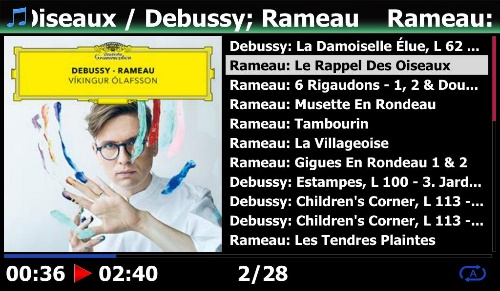 Oiseaux / Debussy; Rameau Rameau:
Deutsche
Grammophon
DEBUSSY · RAMEAU
VÍKINGUR ÓLAFSSON
Debussy: La Damoiselle Élue, L 62 ...
Rameau: Le Rappel Des Oiseaux
Rameau: 6 Rigaudons - 1, 2 & Dou...
Rameau: Musette En Rondeau
Rameau: Tambourin
Rameau: La Villageoise
Rameau: Gigues En Rondeau 1 & 2
Debussy: Estampes, L 100 - 3. Jard...
Debussy: Children's Corner, L 113 -...
Debussy: Children's Corner, L 113 -...
Rameau: Les Tendres Plaintes
00:36 02:40 2/28 A